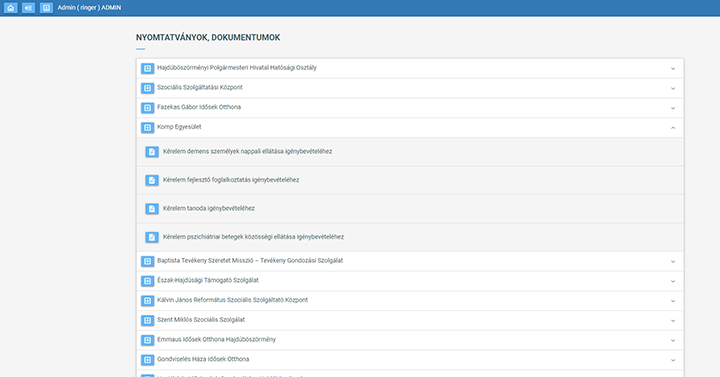 Admin ( ringer ) ADMIN
NYOMTATVÁNYOK, DOKUMENTUMOK
Hajdúböszörményi Polgármesteri Hivatal Hatósági Osztály
Szociális Szolgáltatási Központ
Fazekas Gábor Idősek Otthona
Komp Egyesület
Kérelem demens személyek nappali ellátása igénybevételéhez
Kérelem fejlesztő foglalkoztatás igénybevételéhez
Kérelem tanoda igénybevételéhez
Kérelem pszichiátriai betegek közösségi ellátása igénybevételéhez
Baptista Tevékeny Szeretet Misszió – Tevékeny Gondozási Szolgálat
Észak-Hajdúsági Támogató Szolgálat
Kálvin János Református Szociális Szolgáltató Központ
Szent Miklós Szociális Szolgálat
Emmaus Idősek Otthona Hajdúböszörmény
Gondviselés Háza Idősek Otthona